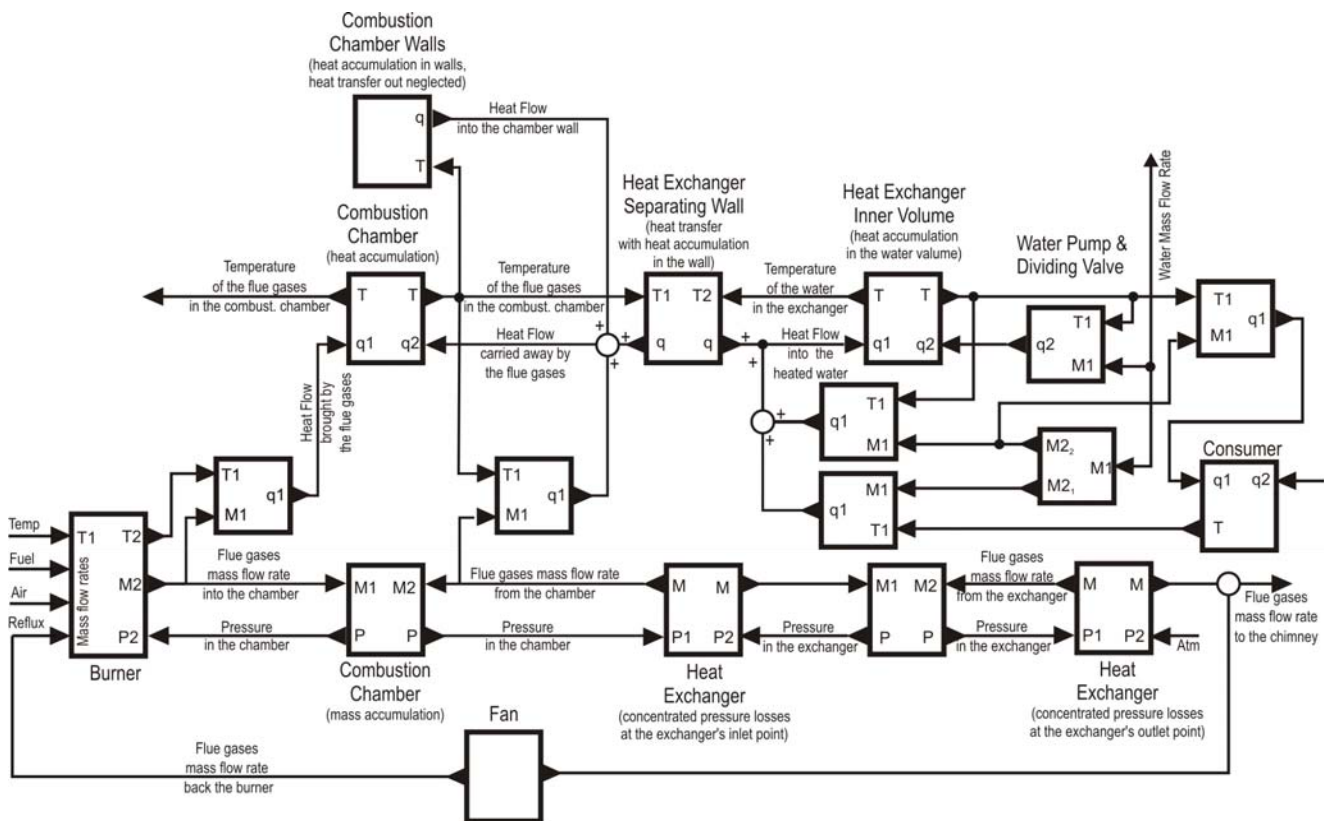 Combustion
Chamber Walls
(heat accumulation in walls,
heat transfer out neglected)
q
T
Heat Flow
into the chamber wall
Combustion
Chamber
(heat accumulation)
T T
q1 q2
Temperature
of the flue gases
in the combust. chamber
Temperature
of the flue gases
in the combust. chamber
Heat Flow
carried away by
the flue gases
+
+
+
Heat Exchanger
Separating Wall
(heat transfer
with heat accumulation
in the wall)
T1 T2
q q
Temperature
of the water
in the exchanger
Heat Flow
into the
heated water
+
+
+
+
Heat Exchanger
Inner Volume
(heat accumulation
in the water volume)
T T
q1 q2
Water Pump &
Dividing Valve
T1
q2
M1
Water Mass Flow Rate
T1
q1
M1
T1
q1
M1
M2₂
M1
M2₁
M1
q1
T1
Consumer
q1 q2
T
Heat Flow
brought by
the flue gases
T1
q1
M1
T1
q1
M1
Temp
Fuel
Air
Reflux
T1 T2
Mass flow rates
M2
P2
Burner
Flue gases
mass flow rate
into the chamber
Pressure
in the chamber
M1 M2
P P
Combustion
Chamber
(mass accumulation)
Flue gases mass flow rate
from the chamber
Pressure
in the chamber
M M
P1 P2
Heat
Exchanger
(concentrated pressure losses
at the exchanger's inlet point)
Pressure
in the exchanger
M1 M2
P P
Flue gases
mass flow rate
from the exchanger
Pressure
in the exchanger
M M
P1 P2
Atm
Heat
Exchanger
(concentrated pressure losses
at the exchanger's outlet point)
Flue gases
mass flow rate
to the chimney
Fan
Flue gases
mass flow rate
back the burner